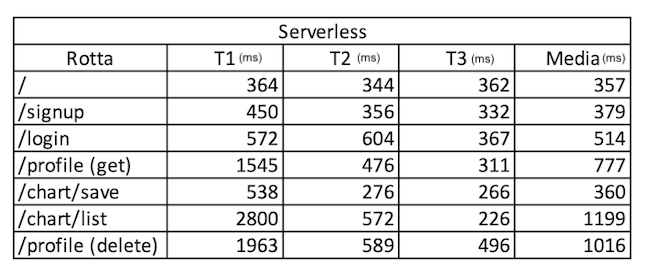 Serverless
Rotta T1 (ms) T2 (ms) T3 (ms) Media (ms)
/ 364 344 362 357
/signup 450 356 332 379
/login 572 604 367 514
/profile (get) 1545 476 311 777
/chart/save 538 276 266 360
/chart/list 2800 572 226 1199
/profile (delete) 1963 589 496 1016